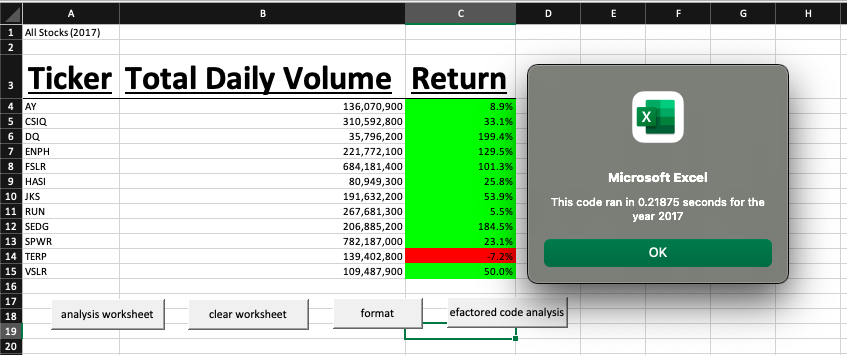 A B C D E F G H
1 All Stocks (2017)
2
3 Ticker Total Daily Volume Return
4 AY 136,070,900 8.9%
5 CSIQ 310,592,800 33.1%
6 DQ 35,796,200 199.4%
7 ENPH 221,772,100 129.5%
8 FSLR 684,181,400 101.3%
9 HASI 80,949,300 25.8%
10 JKS 191,632,200 53.9%
11 RUN 267,681,300 5.5%
12 SEDG 206,885,200 184.5%
13 SPWR 782,187,000 23.1%
14 TERP 139,402,800 -7.2%
15 VSLR 109,487,900 50.0%
16
17
18
19
20
X
Microsoft Excel
This code ran in 0.21875 seconds for the
year 2017
OK
analysis worksheet clear worksheet format efactored code analysis